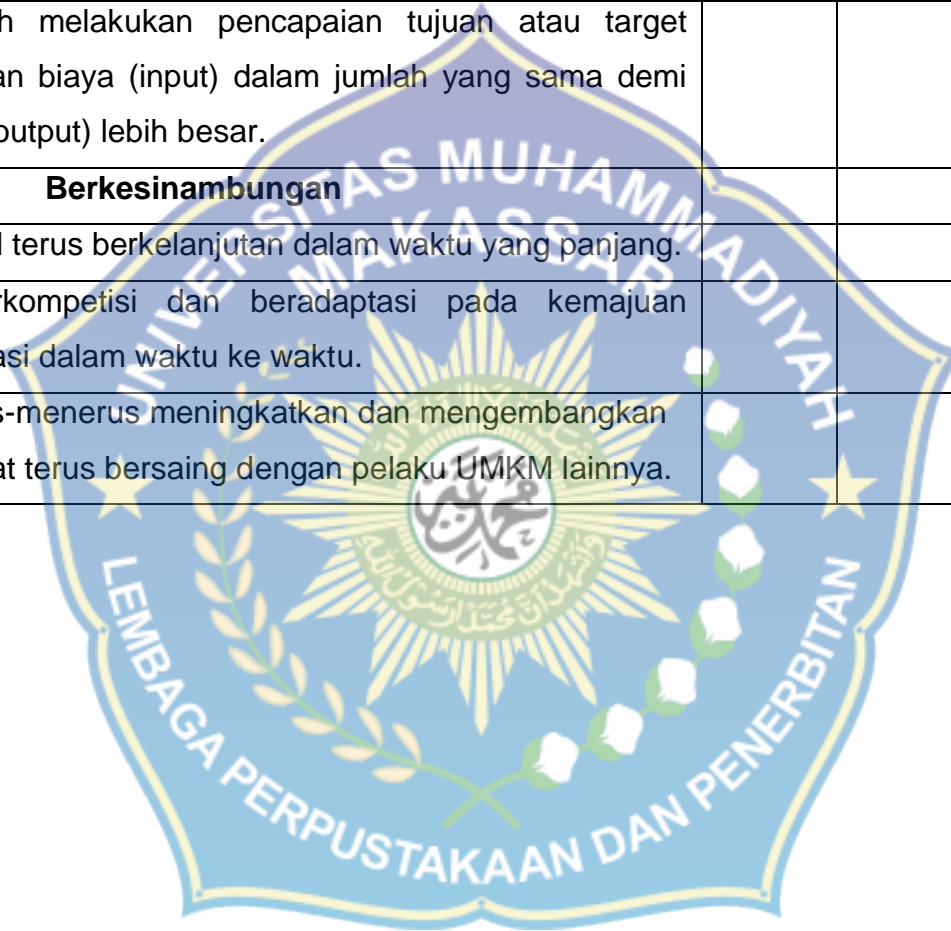 h melakukan pencapaian tujuan atau target
an biaya (input) dalam jumlah yang sama demi
output) lebih besar.
Berkesinambungan
terus berkelanjutan dalam waktu yang panjang.
rkompetisi dan beradaptasi pada kemajuan
asi dalam waktu ke waktu.
s-menerus meningkatkan dan mengembangkan
at terus bersaing dengan pelaku UMKM lainnya.
UNIVERSITAS MUHAMMADIYAH
MAKASSAR
LEMBAGA PERPUSTAKAAN DAN PENERBITAN